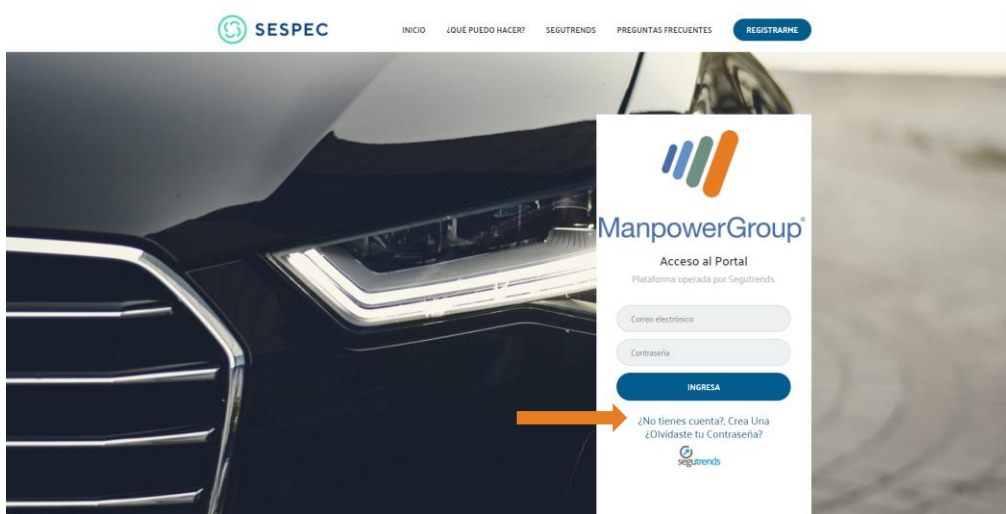 SESPEC
INICIO ¿QUÉ PUEDO HACER? SEGUTRENDS PREGUNTAS FRECUENTES REGISTRARME
ManpowerGroup®
Acceso al Portal
Plataforma operada por Segutrends.
Correo electrónico
Contraseña
INGRESA
¿No tienes cuenta?, Crea Una
¿Olvidaste tu Contraseña?
segutrends